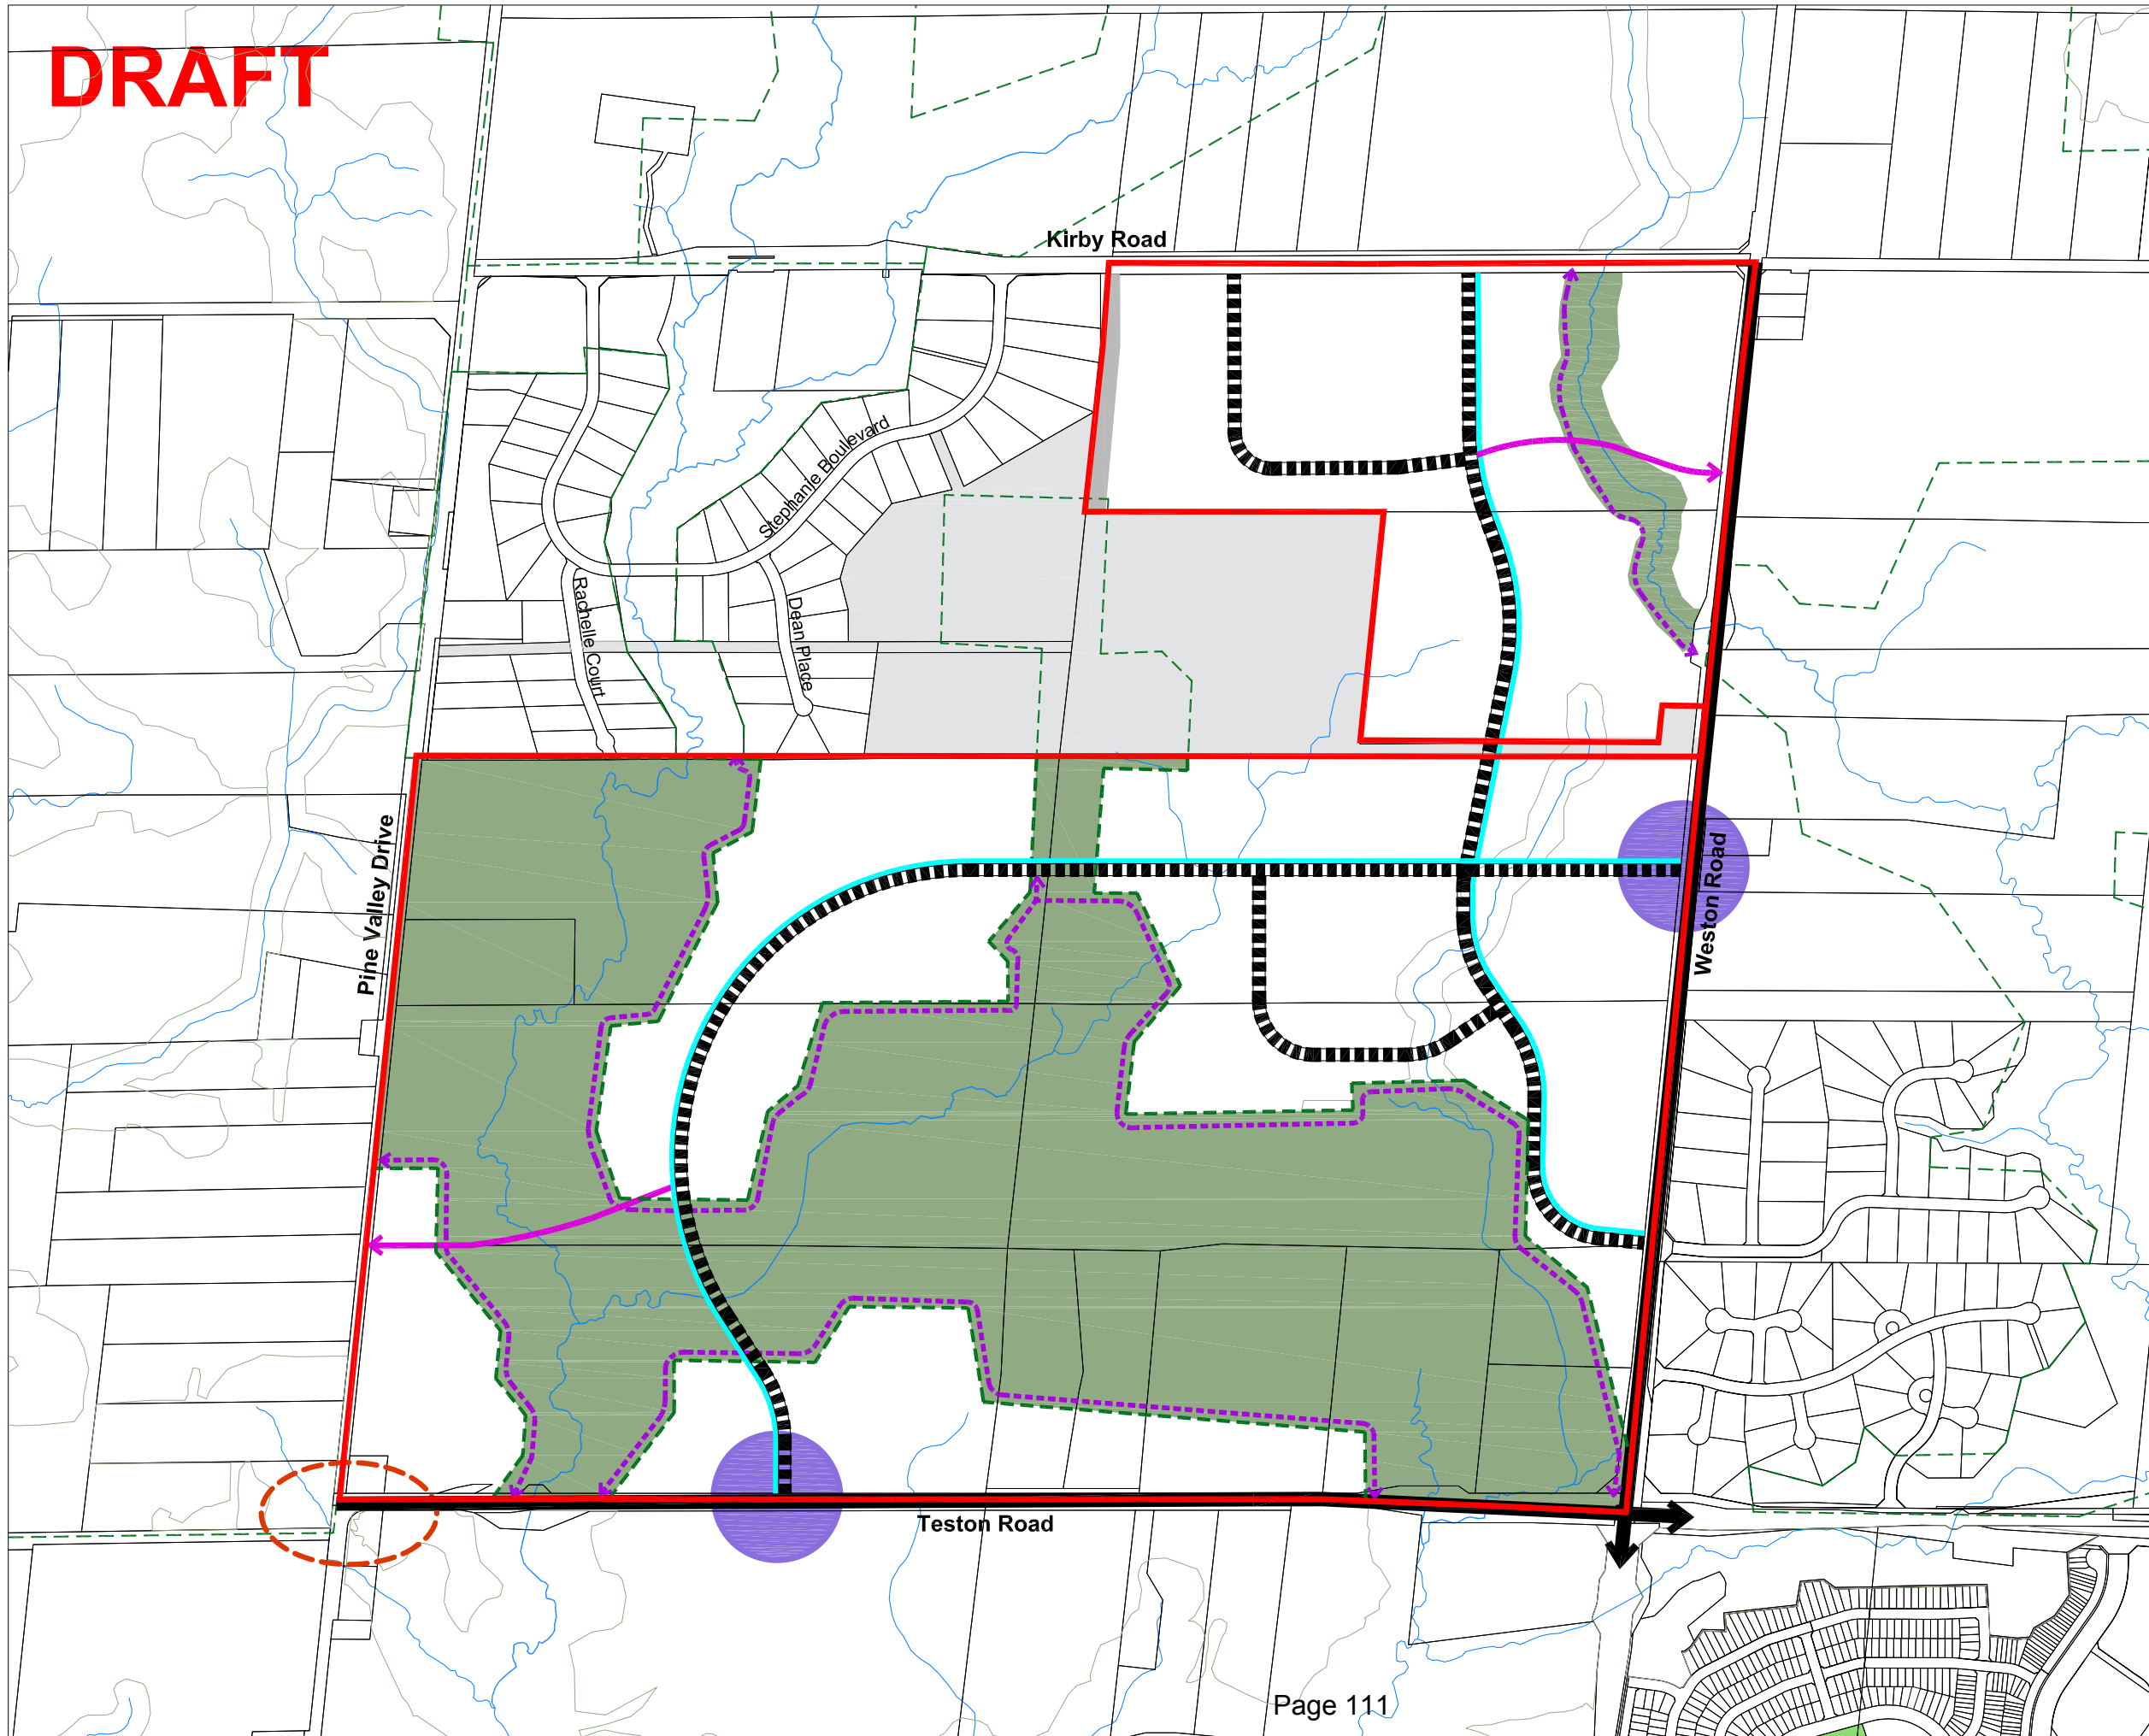 DRAFT
Kirby Road
Stephanie Boulevard
Rachelle Court
Dean Place
Pine Valley Drive
Weston Road
Teston Road
Page 111